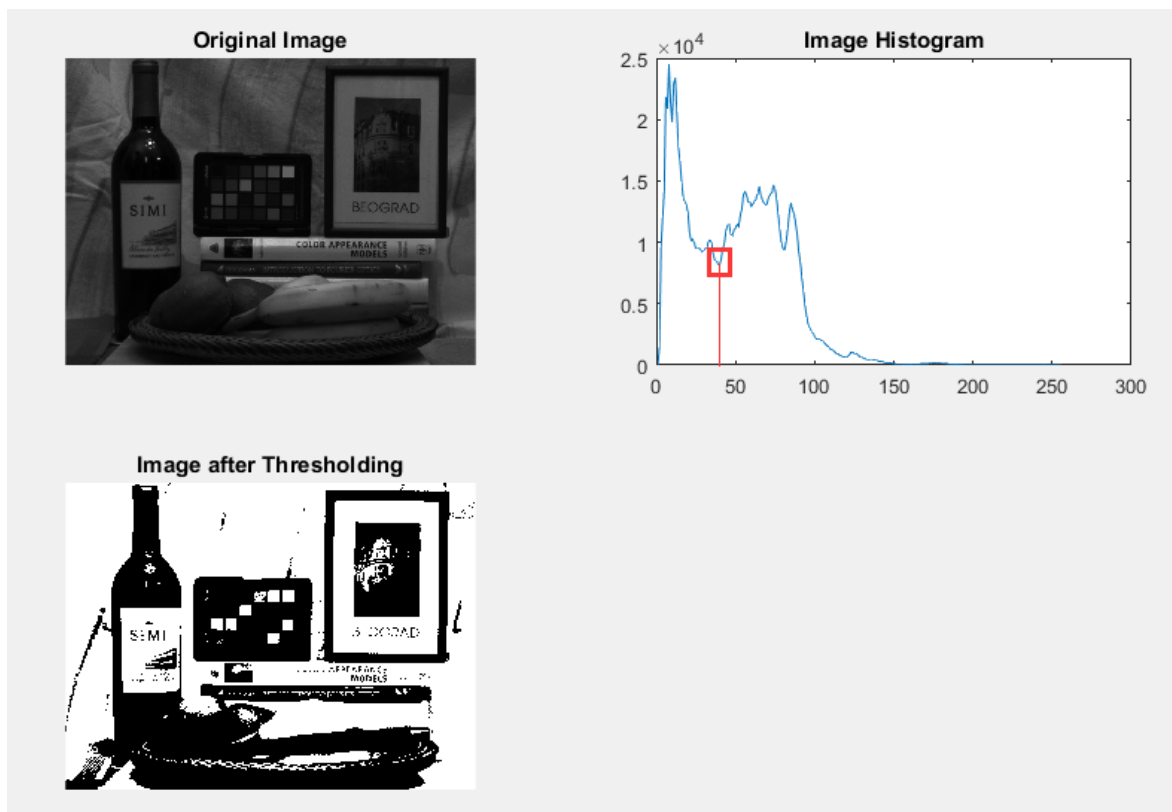 Original Image
SIMI
BEOGRAD
COLOR APPEARANCE
MODELS
Image Histogram
×10⁴
2.5
2
1.5
1
0.5
0
0 50 100 150 200 250 300
Image after Thresholding
SIMI
APPEARANCE
MODELS